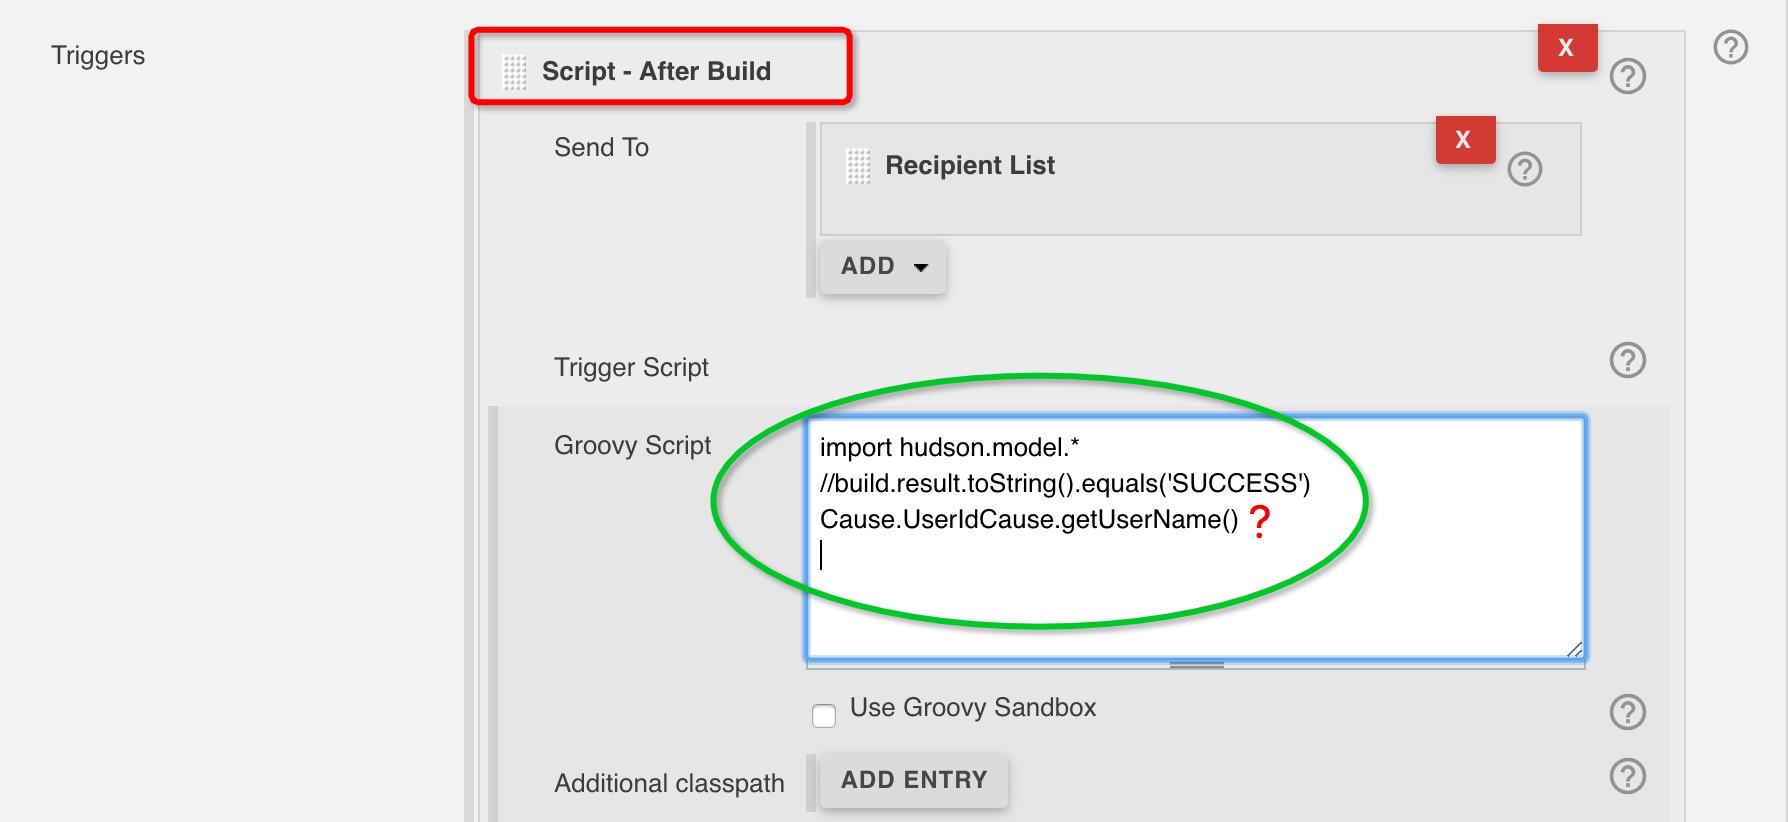 Triggers
Script - After Build
X
?
?
Send To
Recipient List
X
?
ADD
Trigger Script
?
Groovy Script
import hudson.model.*
//build.result.toString().equals('SUCCESS')
Cause.UserIdCause.getUserName() ?
Use Groovy Sandbox
?
Additional classpath
ADD ENTRY
?